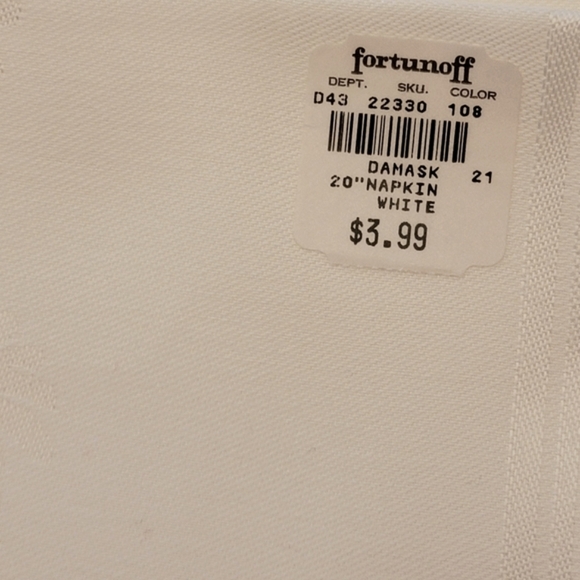 fortunoff
DEPT. SKU. COLOR
D43 22330 108
DAMASK 21
20"NAPKIN
WHITE
$3.99